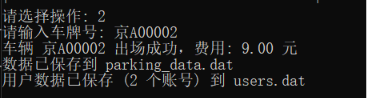 请选择操作: 2
请输入车牌号: 京A00002
车辆 京A00002 出场成功，费用: 9.00 元
数据已保存到 parking_data.dat
用户数据已保存 (2 个账号) 到 users.dat